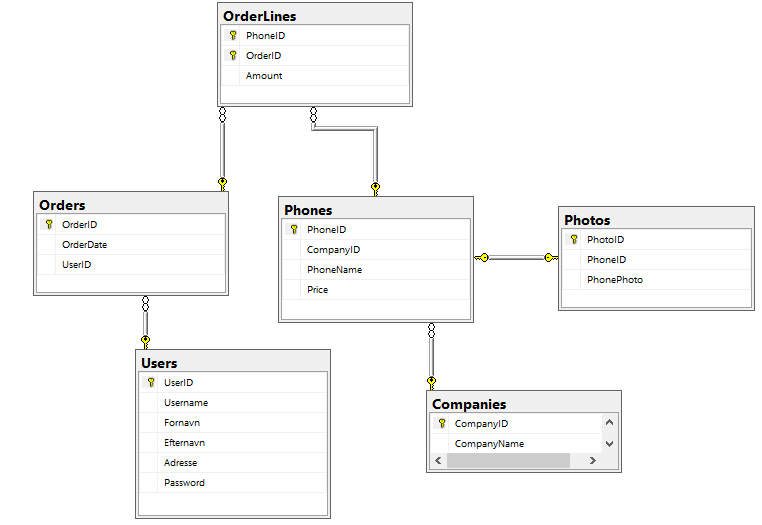 OrderLines
PhoneID
OrderID
Amount
Orders
OrderID
OrderDate
UserID
Phones
PhoneID
CompanyID
PhoneName
Price
Photos
PhotoID
PhoneID
PhonePhoto
Users
UserID
Username
Fornavn
Efternavn
Adresse
Password
Companies
CompanyID
CompanyName